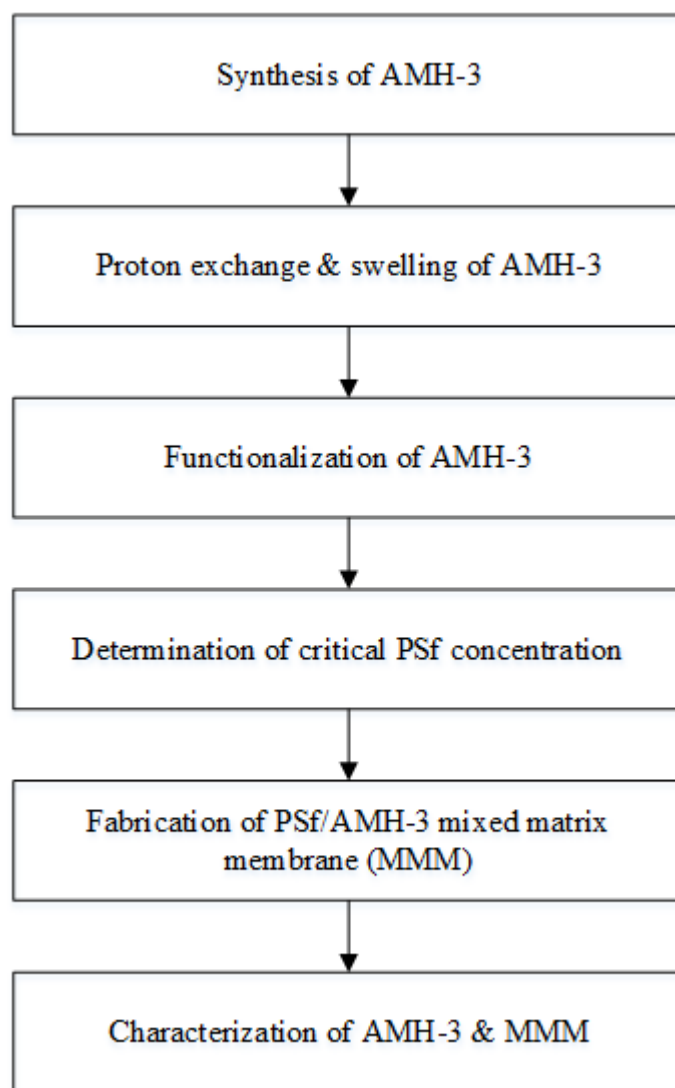 Synthesis of AMH-3
Proton exchange & swelling of AMH-3
Functionalization of AMH-3
Determination of critical PSf concentration
Fabrication of PSf/AMH-3 mixed matrix
membrane (MMM)
Characterization of AMH-3 & MMM